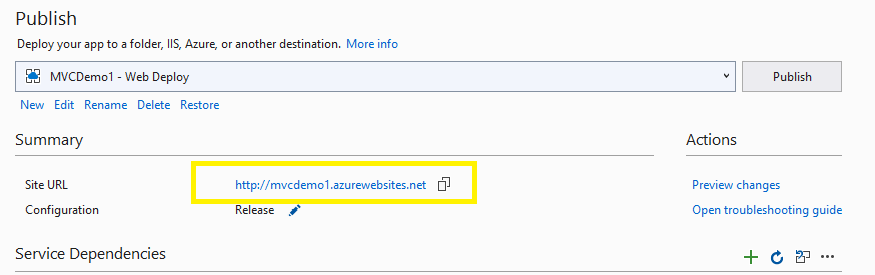 Publish
Deploy your app to a folder, IIS, Azure, or another destination. More info
MVCDemo1 - Web Deploy
Publish
New Edit Rename Delete Restore
Summary
Actions
Site URL http://mvcdemo1.azurewebsites.net
Preview changes
Configuration Release
Open troubleshooting guide
Service Dependencies